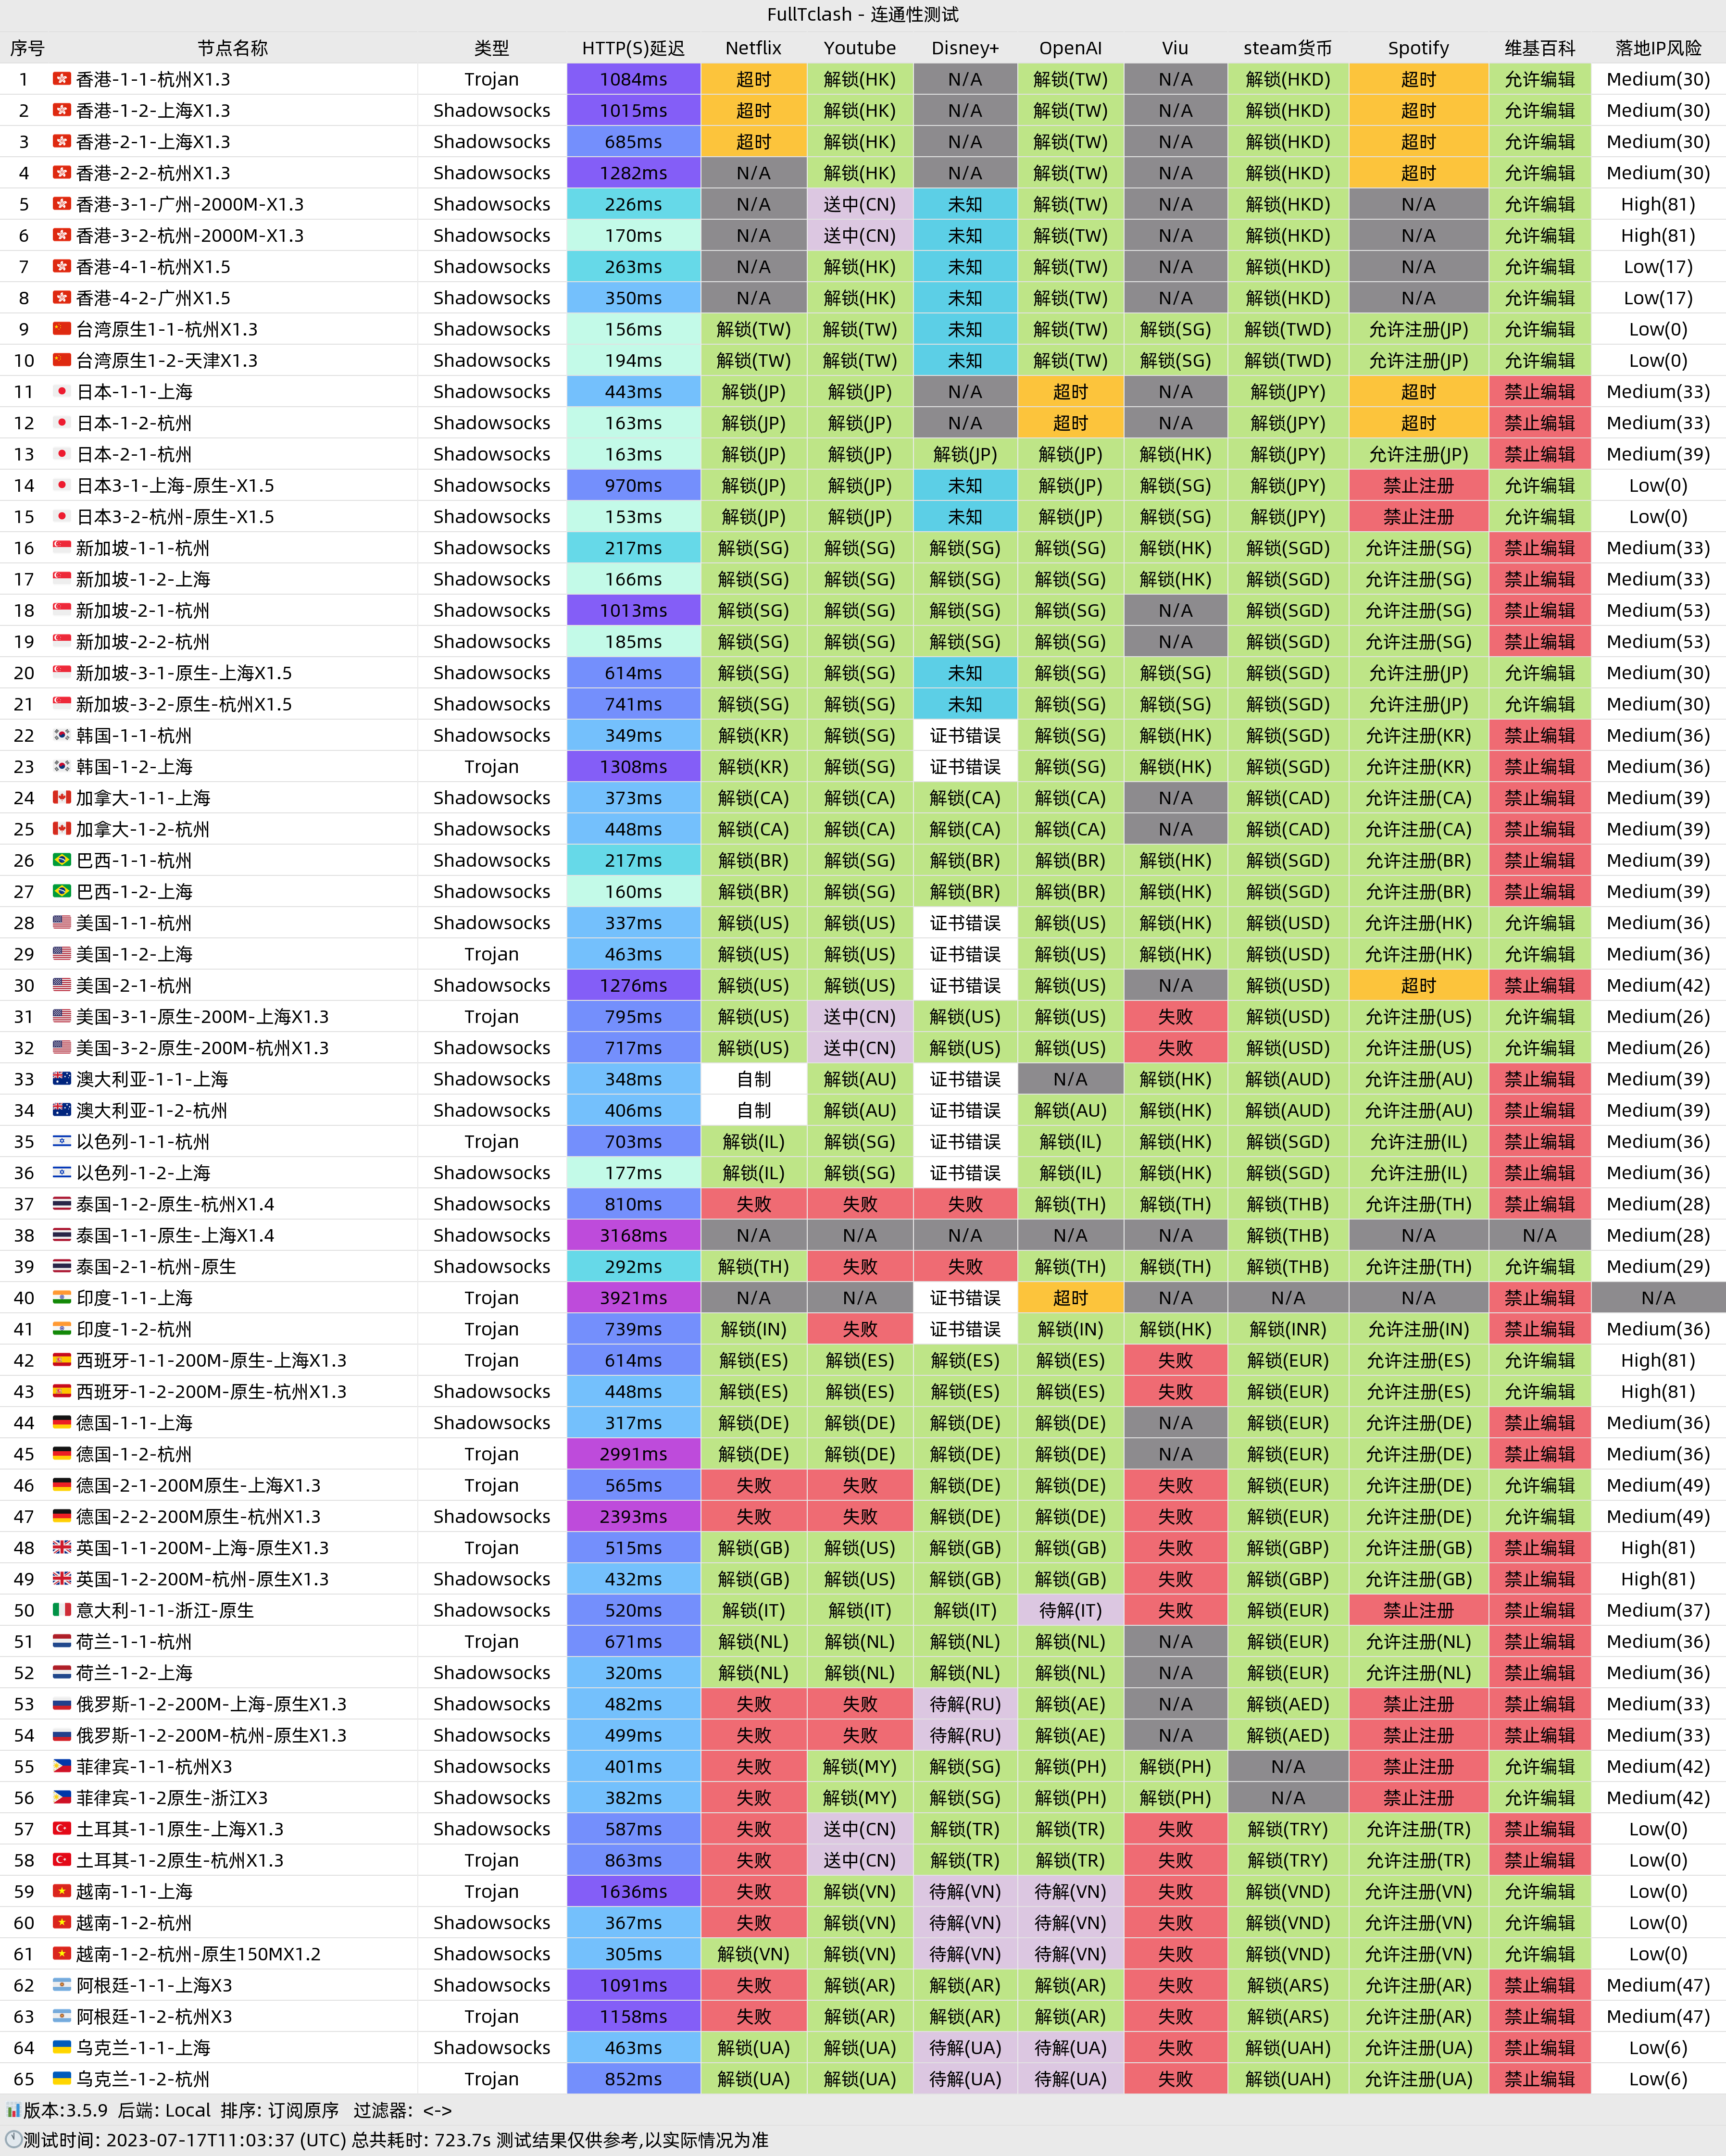 FullTclash - 连通性测试
序号 节点名称 类型 HTTP(S)延迟 Netflix Youtube Disney+ OpenAI Viu steam货币 Spotify 维基百科 落地IP风险
1 香港-1-1-杭州X1.3 Trojan 1084ms 超时 解锁(HK) N/A 解锁(TW) N/A 解锁(HKD) 超时 允许编辑 Medium(30)
2 香港-1-2-上海X1.3 Shadowsocks 1015ms 超时 解锁(HK) N/A 解锁(TW) N/A 解锁(HKD) 超时 允许编辑 Medium(30)
3 香港-2-1-上海X1.3 Shadowsocks 685ms 超时 解锁(HK) N/A 解锁(TW) N/A 解锁(HKD) 超时 允许编辑 Medium(30)
4 香港-2-2-杭州X1.3 Shadowsocks 1282ms N/A 解锁(HK) N/A 解锁(TW) N/A 解锁(HKD) 超时 允许编辑 Medium(30)
5 香港-3-1-广州-2000M-X1.3 Shadowsocks 226ms N/A 送中(CN) 未知 解锁(TW) N/A 解锁(HKD) N/A 允许编辑 High(81)
6 香港-3-2-杭州-2000M-X1.3 Shadowsocks 170ms N/A 送中(CN) 未知 解锁(TW) N/A 解锁(HKD) N/A 允许编辑 High(81)
7 香港-4-1-杭州X1.5 Shadowsocks 263ms N/A 解锁(HK) 未知 解锁(TW) N/A 解锁(HKD) N/A 允许编辑 Low(17)
8 香港-4-2-广州X1.5 Shadowsocks 350ms N/A 解锁(HK) 未知 解锁(TW) N/A 解锁(HKD) N/A 允许编辑 Low(17)
9 台湾原生1-1-杭州X1.3 Shadowsocks 156ms 解锁(TW) 解锁(TW) 未知 解锁(TW) 解锁(SG) 解锁(TWD) 允许注册(JP) 允许编辑 Low(0)
10 台湾原生1-2-天津X1.3 Shadowsocks 194ms 解锁(TW) 解锁(TW) 未知 解锁(TW) 解锁(SG) 解锁(TWD) 允许注册(JP) 允许编辑 Low(0)
11 日本-1-1-上海 Shadowsocks 443ms 解锁(JP) 解锁(JP) N/A 超时 N/A 解锁(JPY) 超时 禁止编辑 Medium(33)
12 日本-1-2-杭州 Shadowsocks 163ms 解锁(JP) 解锁(JP) N/A 超时 N/A 解锁(JPY) 超时 禁止编辑 Medium(33)
13 日本-2-1-杭州 Shadowsocks 163ms 解锁(JP) 解锁(JP) 解锁(JP) 解锁(JP) 解锁(HK) 解锁(JPY) 允许注册(JP) 禁止编辑 Medium(39)
14 日本3-1-上海-原生-X1.5 Shadowsocks 970ms 解锁(JP) 解锁(JP) 未知 解锁(JP) 解锁(SG) 解锁(JPY) 禁止注册 允许编辑 Low(0)
15 日本3-2-杭州-原生-X1.5 Shadowsocks 153ms 解锁(JP) 解锁(JP) 未知 解锁(JP) 解锁(SG) 解锁(JPY) 禁止注册 允许编辑 Low(0)
16 新加坡-1-1-杭州 Shadowsocks 217ms 解锁(SG) 解锁(SG) 解锁(SG) 解锁(SG) 解锁(HK) 解锁(SGD) 允许注册(SG) 禁止编辑 Medium(33)
17 新加坡-1-2-上海 Shadowsocks 166ms 解锁(SG) 解锁(SG) 解锁(SG) 解锁(SG) 解锁(HK) 解锁(SGD) 允许注册(SG) 禁止编辑 Medium(33)
18 新加坡-2-1-杭州 Shadowsocks 1013ms 解锁(SG) 解锁(SG) 解锁(SG) 解锁(SG) N/A 解锁(SGD) 允许注册(SG) 禁止编辑 Medium(53)
19 新加坡-2-2-杭州 Shadowsocks 185ms 解锁(SG) 解锁(SG) 解锁(SG) 解锁(SG) N/A 解锁(SGD) 允许注册(SG) 禁止编辑 Medium(53)
20 新加坡-3-1-原生-上海X1.5 Shadowsocks 614ms 解锁(SG) 解锁(SG) 未知 解锁(SG) 解锁(SG) 解锁(SGD) 允许注册(JP) 允许编辑 Medium(30)
21 新加坡-3-2-原生-杭州X1.5 Shadowsocks 741ms 解锁(SG) 解锁(SG) 未知 解锁(SG) 解锁(SG) 解锁(SGD) 允许注册(JP) 允许编辑 Medium(30)
22 韩国-1-1-杭州 Shadowsocks 349ms 解锁(KR) 解锁(SG) 证书错误 解锁(SG) 解锁(HK) 解锁(SGD) 允许注册(KR) 禁止编辑 Medium(36)
23 韩国-1-2-上海 Trojan 1308ms 解锁(KR) 解锁(SG) 证书错误 解锁(SG) 解锁(HK) 解锁(SGD) 允许注册(KR) 禁止编辑 Medium(36)
24 加拿大-1-1-上海 Shadowsocks 373ms 解锁(CA) 解锁(CA) 解锁(CA) 解锁(CA) N/A 解锁(CAD) 允许注册(CA) 禁止编辑 Medium(39)
25 加拿大-1-2-杭州 Shadowsocks 448ms 解锁(CA) 解锁(CA) 解锁(CA) 解锁(CA) N/A 解锁(CAD) 允许注册(CA) 禁止编辑 Medium(39)
26 巴西-1-1-杭州 Shadowsocks 217ms 解锁(BR) 解锁(SG) 解锁(BR) 解锁(BR) 解锁(HK) 解锁(SGD) 允许注册(BR) 禁止编辑 Medium(39)
27 巴西-1-2-上海 Shadowsocks 160ms 解锁(BR) 解锁(SG) 解锁(BR) 解锁(BR) 解锁(HK) 解锁(SGD) 允许注册(BR) 禁止编辑 Medium(39)
28 美国-1-1-杭州 Shadowsocks 337ms 解锁(US) 解锁(US) 证书错误 解锁(US) 解锁(HK) 解锁(USD) 允许注册(HK) 允许编辑 Medium(36)
29 美国-1-2-上海 Trojan 463ms 解锁(US) 解锁(US) 证书错误 解锁(US) 解锁(HK) 解锁(USD) 允许注册(HK) 允许编辑 Medium(36)
30 美国-2-1-杭州 Shadowsocks 1276ms 解锁(US) 解锁(US) 证书错误 解锁(US) N/A 解锁(USD) 超时 禁止编辑 Medium(42)
31 美国-3-1-原生-200M-上海X1.3 Trojan 795ms 解锁(US) 送中(CN) 解锁(US) 解锁(US) 失败 解锁(USD) 允许注册(US) 允许编辑 Medium(26)
32 美国-3-2-原生-200M-杭州X1.3 Shadowsocks 717ms 解锁(US) 送中(CN) 解锁(US) 解锁(US) 失败 解锁(USD) 允许注册(US) 允许编辑 Medium(26)
33 澳大利亚-1-1-上海 Shadowsocks 348ms 自制 解锁(AU) 证书错误 N/A 解锁(HK) 解锁(AUD) 允许注册(AU) 禁止编辑 Medium(39)
34 澳大利亚-1-2-杭州 Shadowsocks 406ms 自制 解锁(AU) 证书错误 解锁(AU) 解锁(HK) 解锁(AUD) 允许注册(AU) 禁止编辑 Medium(39)
35 以色列-1-1-杭州 Trojan 703ms 解锁(IL) 解锁(SG) 证书错误 解锁(IL) 解锁(HK) 解锁(SGD) 允许注册(IL) 禁止编辑 Medium(36)
36 以色列-1-2-上海 Shadowsocks 177ms 解锁(IL) 解锁(SG) 证书错误 解锁(IL) 解锁(HK) 解锁(SGD) 允许注册(IL) 禁止编辑 Medium(36)
37 泰国-1-2-原生-杭州X1.4 Shadowsocks 810ms 失败 失败 失败 解锁(TH) 解锁(TH) 解锁(THB) 允许注册(TH) 禁止编辑 Medium(28)
38 泰国-1-1-原生-上海X1.4 Shadowsocks 3168ms N/A N/A N/A N/A N/A 解锁(THB) N/A N/A Medium(28)
39 泰国-2-1-杭州-原生 Shadowsocks 292ms 解锁(TH) 失败 失败 解锁(TH) 解锁(TH) 解锁(THB) 允许注册(TH) 允许编辑 Medium(29)
40 印度-1-1-上海 Trojan 3921ms N/A N/A 证书错误 超时 N/A N/A N/A 禁止编辑 N/A
41 印度-1-2-杭州 Trojan 739ms 解锁(IN) 失败 证书错误 解锁(IN) 解锁(HK) 解锁(INR) 允许注册(IN) 禁止编辑 Medium(36)
42 西班牙-1-1-200M-原生-上海X1.3 Trojan 614ms 解锁(ES) 解锁(ES) 解锁(ES) 解锁(ES) 失败 解锁(EUR) 允许注册(ES) 允许编辑 High(81)
43 西班牙-1-2-200M-原生-杭州X1.3 Shadowsocks 448ms 解锁(ES) 解锁(ES) 解锁(ES) 解锁(ES) 失败 解锁(EUR) 允许注册(ES) 允许编辑 High(81)
44 德国-1-1-上海 Shadowsocks 317ms 解锁(DE) 解锁(DE) 解锁(DE) 解锁(DE) N/A 解锁(EUR) 允许注册(DE) 禁止编辑 Medium(36)
45 德国-1-2-杭州 Trojan 2991ms 解锁(DE) 解锁(DE) 解锁(DE) 解锁(DE) N/A 解锁(EUR) 允许注册(DE) 禁止编辑 Medium(36)
46 德国-2-1-200M原生-上海X1.3 Trojan 565ms 失败 失败 解锁(DE) 解锁(DE) 失败 解锁(EUR) 允许注册(DE) 允许编辑 Medium(49)
47 德国-2-2-200M原生-杭州X1.3 Shadowsocks 2393ms 失败 失败 解锁(DE) 解锁(DE) 失败 解锁(EUR) 允许注册(DE) 允许编辑 Medium(49)
48 英国-1-1-200M-上海-原生X1.3 Trojan 515ms 解锁(GB) 解锁(US) 解锁(GB) 解锁(GB) 失败 解锁(GBP) 允许注册(GB) 禁止编辑 High(81)
49 英国-1-2-200M-杭州-原生X1.3 Shadowsocks 432ms 解锁(GB) 解锁(US) 解锁(GB) 解锁(GB) 失败 解锁(GBP) 允许注册(GB) 禁止编辑 High(81)
50 意大利-1-1-浙江-原生 Shadowsocks 520ms 解锁(IT) 解锁(IT) 解锁(IT) 待解(IT) 失败 解锁(EUR) 禁止注册 禁止编辑 Medium(37)
51 荷兰-1-1-杭州 Trojan 671ms 解锁(NL) 解锁(NL) 解锁(NL) 解锁(NL) N/A 解锁(EUR) 允许注册(NL) 禁止编辑 Medium(36)
52 荷兰-1-2-上海 Shadowsocks 320ms 解锁(NL) 解锁(NL) 解锁(NL) 解锁(NL) N/A 解锁(EUR) 允许注册(NL) 禁止编辑 Medium(36)
53 俄罗斯-1-2-200M-上海-原生X1.3 Shadowsocks 482ms 失败 失败 待解(RU) 解锁(AE) N/A 解锁(AED) 禁止注册 禁止编辑 Medium(33)
54 俄罗斯-1-2-200M-杭州-原生X1.3 Shadowsocks 499ms 失败 失败 待解(RU) 解锁(AE) N/A 解锁(AED) 禁止注册 禁止编辑 Medium(33)
55 菲律宾-1-1-杭州X3 Shadowsocks 401ms 失败 解锁(MY) 解锁(SG) 解锁(PH) 解锁(PH) N/A 禁止注册 允许编辑 Medium(42)
56 菲律宾-1-2原生-浙江X3 Shadowsocks 382ms 失败 解锁(MY) 解锁(SG) 解锁(PH) 解锁(PH) N/A 禁止注册 允许编辑 Medium(42)
57 土耳其-1-1原生-上海X1.3 Shadowsocks 587ms 失败 送中(CN) 解锁(TR) 解锁(TR) 失败 解锁(TRY) 允许注册(TR) 禁止编辑 Low(0)
58 土耳其-1-2原生-杭州X1.3 Trojan 863ms 失败 送中(CN) 解锁(TR) 解锁(TR) 失败 解锁(TRY) 允许注册(TR) 禁止编辑 Low(0)
59 越南-1-1-上海 Trojan 1636ms 失败 解锁(VN) 待解(VN) 待解(VN) 失败 解锁(VND) 允许注册(VN) 允许编辑 Low(0)
60 越南-1-2-杭州 Shadowsocks 367ms 失败 解锁(VN) 待解(VN) 待解(VN) 失败 解锁(VND) 允许注册(VN) 允许编辑 Low(0)
61 越南-1-2-杭州-原生150MX1.2 Shadowsocks 305ms 解锁(VN) 解锁(VN) 待解(VN) 待解(VN) 失败 解锁(VND) 允许注册(VN) 允许编辑 Low(0)
62 阿根廷-1-1-上海X3 Shadowsocks 1091ms 失败 解锁(AR) 解锁(AR) 解锁(AR) 失败 解锁(ARS) 允许注册(AR) 禁止编辑 Medium(47)
63 阿根廷-1-2-杭州X3 Trojan 1158ms 失败 解锁(AR) 解锁(AR) 解锁(AR) 失败 解锁(ARS) 允许注册(AR) 禁止编辑 Medium(47)
64 乌克兰-1-1-上海 Shadowsocks 463ms 解锁(UA) 解锁(UA) 待解(UA) 待解(UA) 失败 解锁(UAH) 允许注册(UA) 禁止编辑 Low(6)
65 乌克兰-1-2-杭州 Trojan 852ms 解锁(UA) 解锁(UA) 待解(UA) 待解(UA) 失败 解锁(UAH) 允许注册(UA) 禁止编辑 Low(6)
版本:3.5.9 后端: Local 排序: 订阅原序 过滤器: <->
测试时间: 2023-07-17T11:03:37 (UTC) 总共耗时: 723.7s 测试结果仅供参考,以实际情况为准